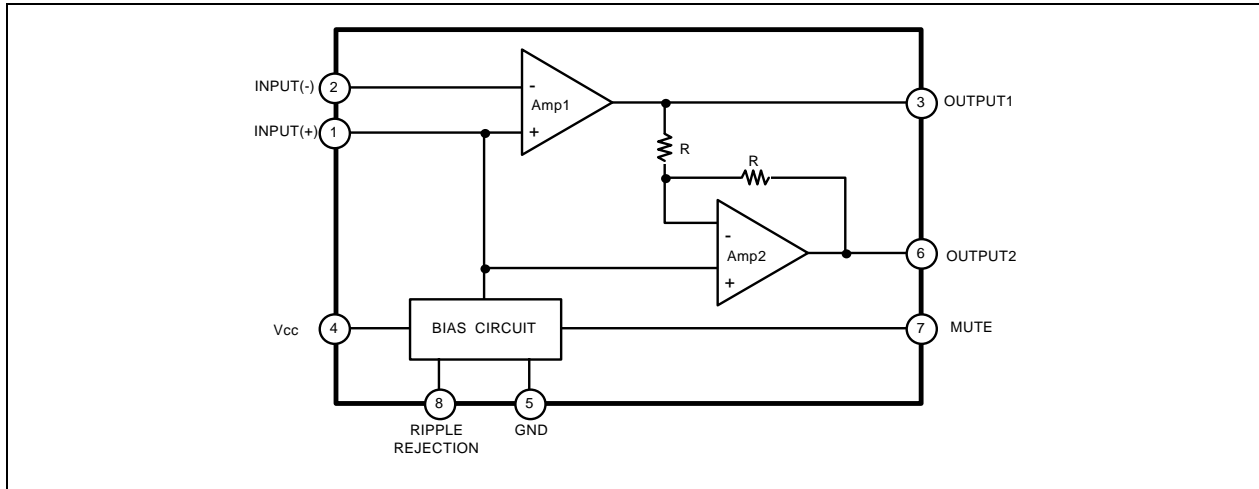 INPUT(-)
2
-
Amp1
3
OUTPUT1
INPUT(+)
1
+
R
R
-
Amp2
6
OUTPUT2
+
Vcc
4
BIAS CIRCUIT
7
MUTE
8
5
RIPPLE
REJECTION
GND